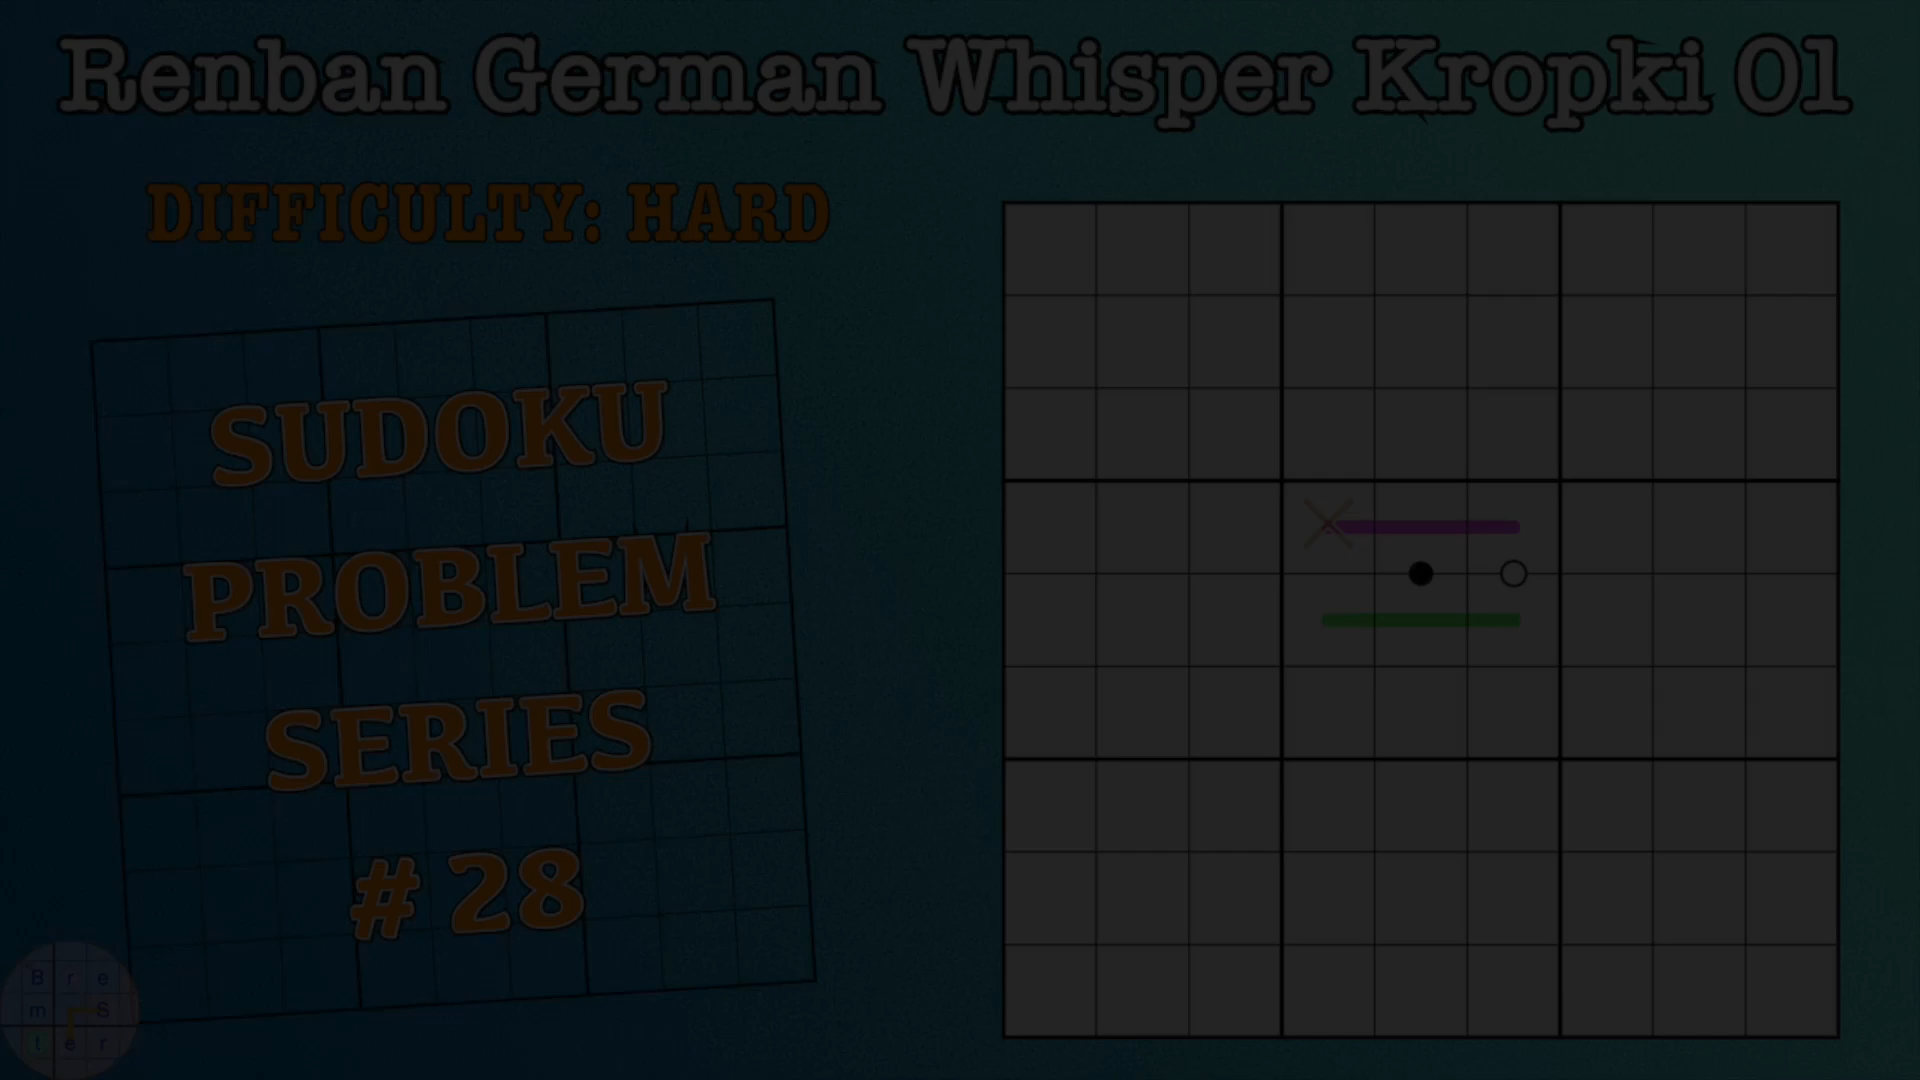 Renban German Whisper Kropki 01
DIFFICULTY: HARD
SUDOKU
PROBLEM
SERIES
# 28
B r e
m S
t e r